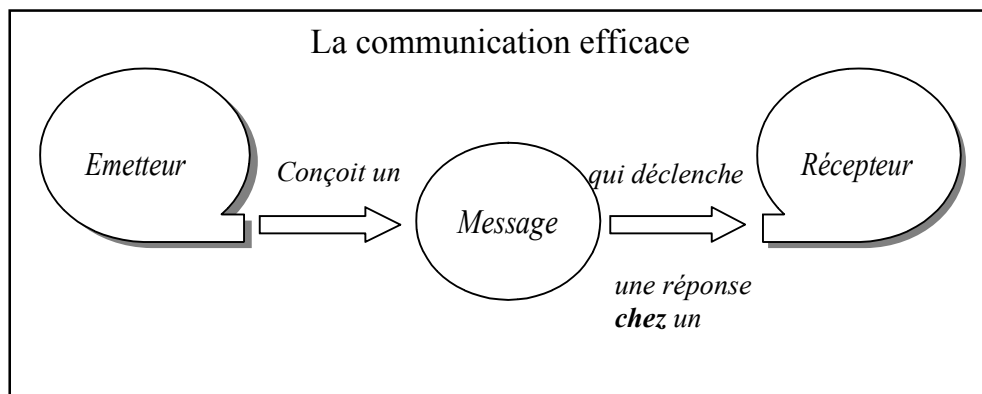 La communication efficace
Emetteur
Conçoit un
Message
qui déclenche
une réponse
chez un
Récepteur